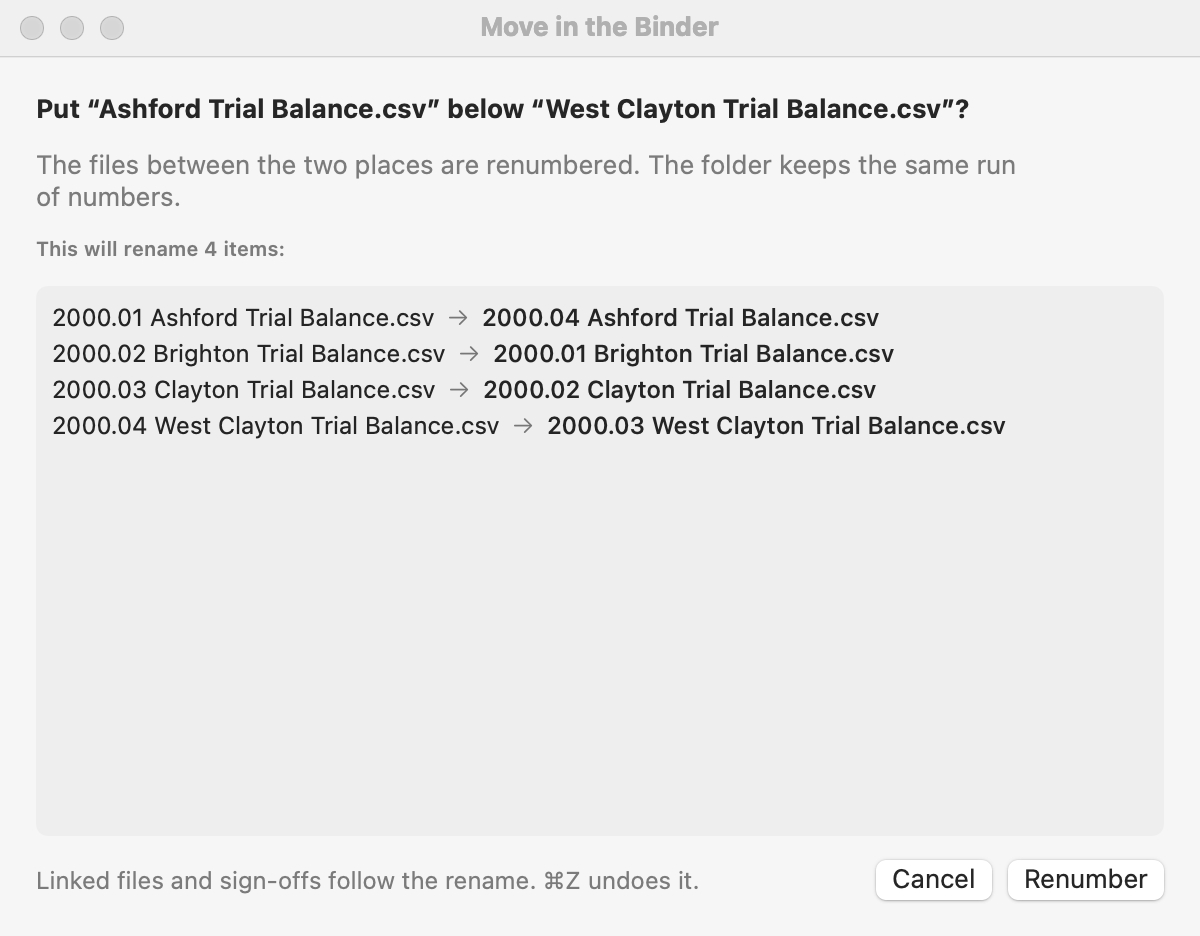 Move in the Binder
Put “Ashford Trial Balance.csv” below “West Clayton Trial Balance.csv”?
The files between the two places are renumbered. The folder keeps the same run
of numbers.
This will rename 4 items:
2000.01 Ashford Trial Balance.csv → 2000.04 Ashford Trial Balance.csv
2000.02 Brighton Trial Balance.csv → 2000.01 Brighton Trial Balance.csv
2000.03 Clayton Trial Balance.csv → 2000.02 Clayton Trial Balance.csv
2000.04 West Clayton Trial Balance.csv → 2000.03 West Clayton Trial Balance.csv
Linked files and sign-offs follow the rename. ⌘Z undoes it.
Cancel
Renumber